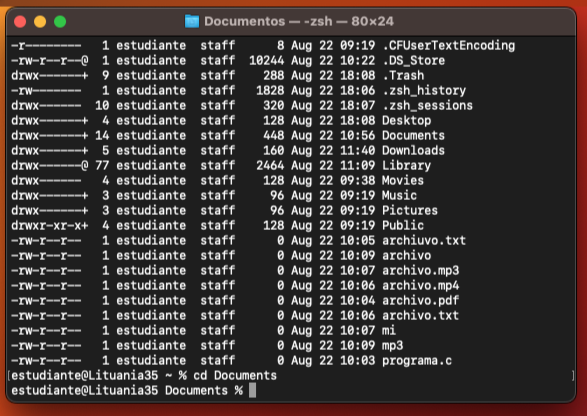 Documentos — -zsh — 80×24
-r-------- 1 estudiante staff 8 Aug 22 09:19 .CFUserTextEncoding
-rw-r--r--@ 1 estudiante staff 10244 Aug 22 10:22 .DS_Store
drwx------+ 9 estudiante staff 288 Aug 22 18:08 .Trash
-rw------- 1 estudiante staff 1828 Aug 22 18:06 .zsh_history
drwx------ 10 estudiante staff 320 Aug 22 18:07 .zsh_sessions
drwx------+ 4 estudiante staff 128 Aug 22 18:08 Desktop
drwx------+ 14 estudiante staff 448 Aug 22 10:56 Documents
drwx------+ 5 estudiante staff 160 Aug 22 11:40 Downloads
drwx------@ 77 estudiante staff 2464 Aug 22 11:09 Library
drwx------ 4 estudiante staff 128 Aug 22 09:38 Movies
drwx------+ 3 estudiante staff 96 Aug 22 09:19 Music
drwx------+ 3 estudiante staff 96 Aug 22 09:19 Pictures
drwxr-xr-x+ 4 estudiante staff 128 Aug 22 09:19 Public
-rw-r--r-- 1 estudiante staff 0 Aug 22 10:05 archiuvo.txt
-rw-r--r-- 1 estudiante staff 0 Aug 22 10:09 archivo
-rw-r--r-- 1 estudiante staff 0 Aug 22 10:07 archivo.mp3
-rw-r--r-- 1 estudiante staff 0 Aug 22 10:06 archivo.mp4
-rw-r--r-- 1 estudiante staff 0 Aug 22 10:04 archivo.pdf
-rw-r--r-- 1 estudiante staff 0 Aug 22 10:06 archivo.txt
-rw-r--r-- 1 estudiante staff 0 Aug 22 10:07 mi
-rw-r--r-- 1 estudiante staff 0 Aug 22 10:09 mp3
-rw-r--r-- 1 estudiante staff 0 Aug 22 10:03 programa.c
[estudiante@Lituania35 ~ % cd Documents ]
estudiante@Lituania35 Documents %